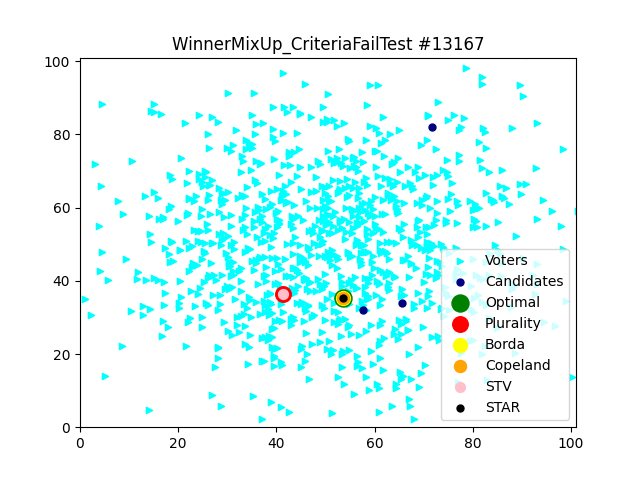 WinnerMixUp_CriteriaFailTest #13167
100
80
60
40
20
0
0 20 40 60 80 100
Voters
Candidates
Optimal
Plurality
Borda
Copeland
STV
STAR